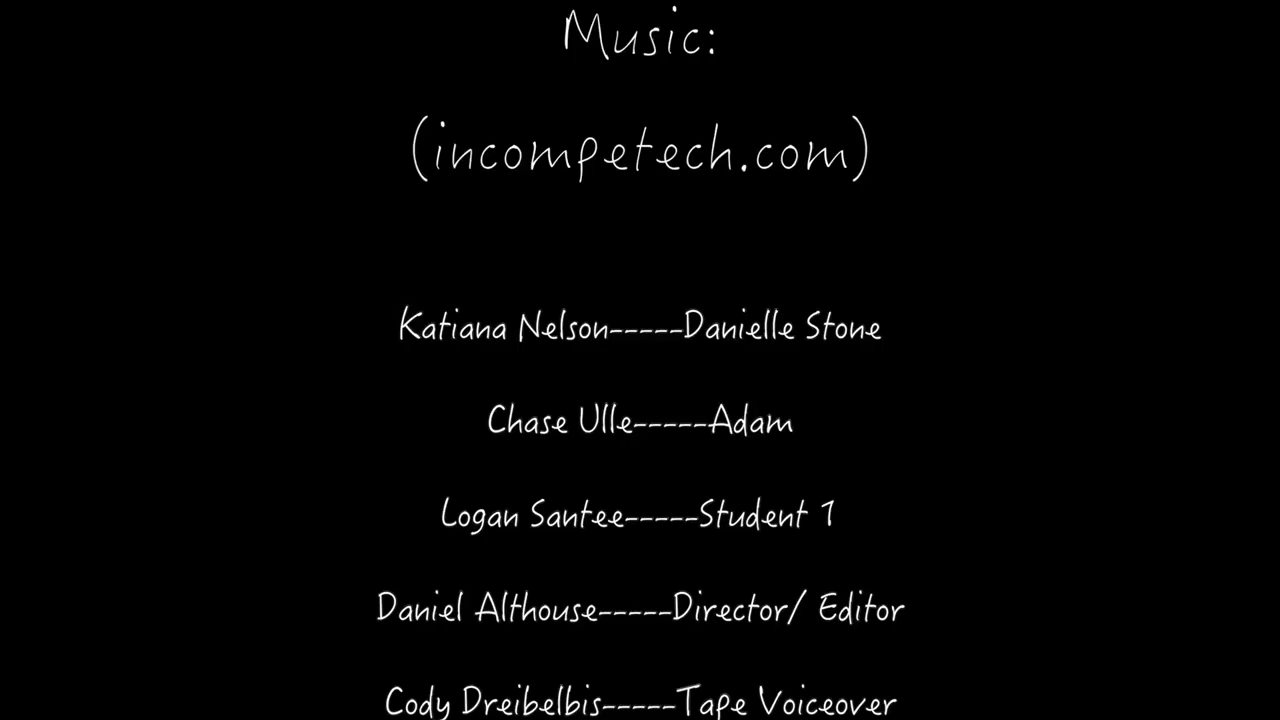 Music:
(incompetech.com)
Katiana Nelson-----Danielle Stone
Chase Ulle-----Adam
Logan Santee-----Student 1
Daniel Althouse-----Director/ Editor
Cody Dreibelbis-----Tape Voiceover